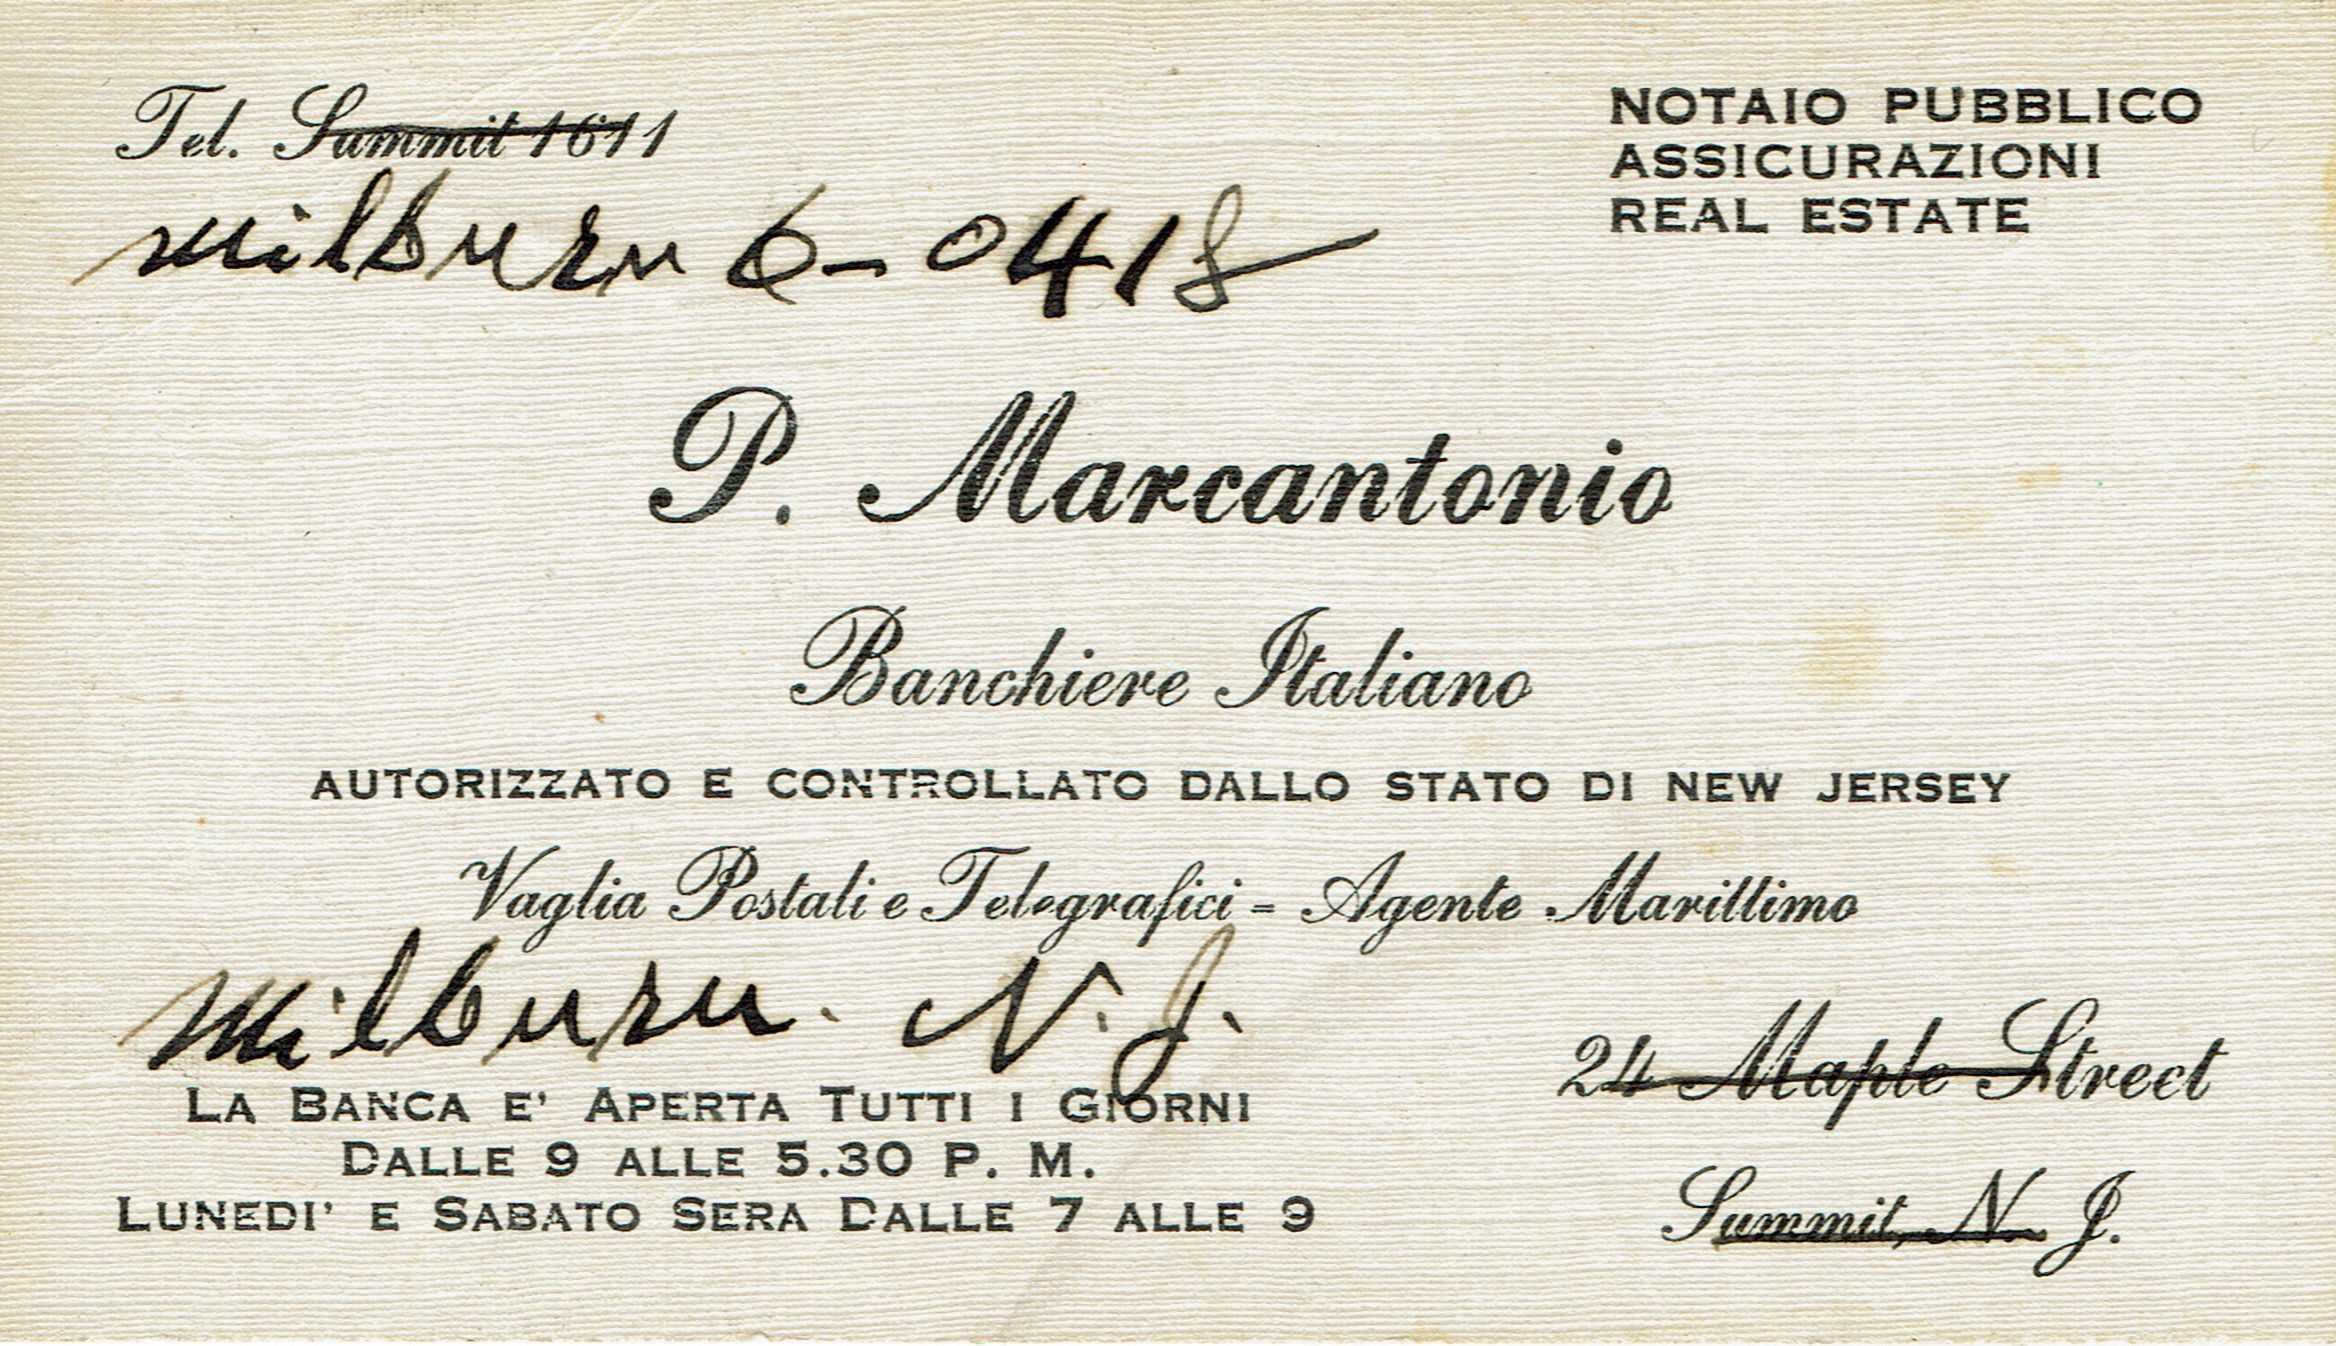 Tel. Summit 1611
Milburn 6-0418
NOTAIO PUBBLICO
ASSICURAZIONI
REAL ESTATE
P. Marcantonio
Banchiere Italiano
AUTORIZZATO E CONTROLLATO DALLO STATO DI NEW JERSEY
Vaglia Postali e Telegrafici - Agente Marittimo
Milburn. N. J.
LA BANCA E' APERTA TUTTI I GIORNI
DALLE 9 ALLE 5.30 P. M.
LUNEDI' E SABATO SERA DALLE 7 ALLE 9
24 Maple Street
Summit, N. J.